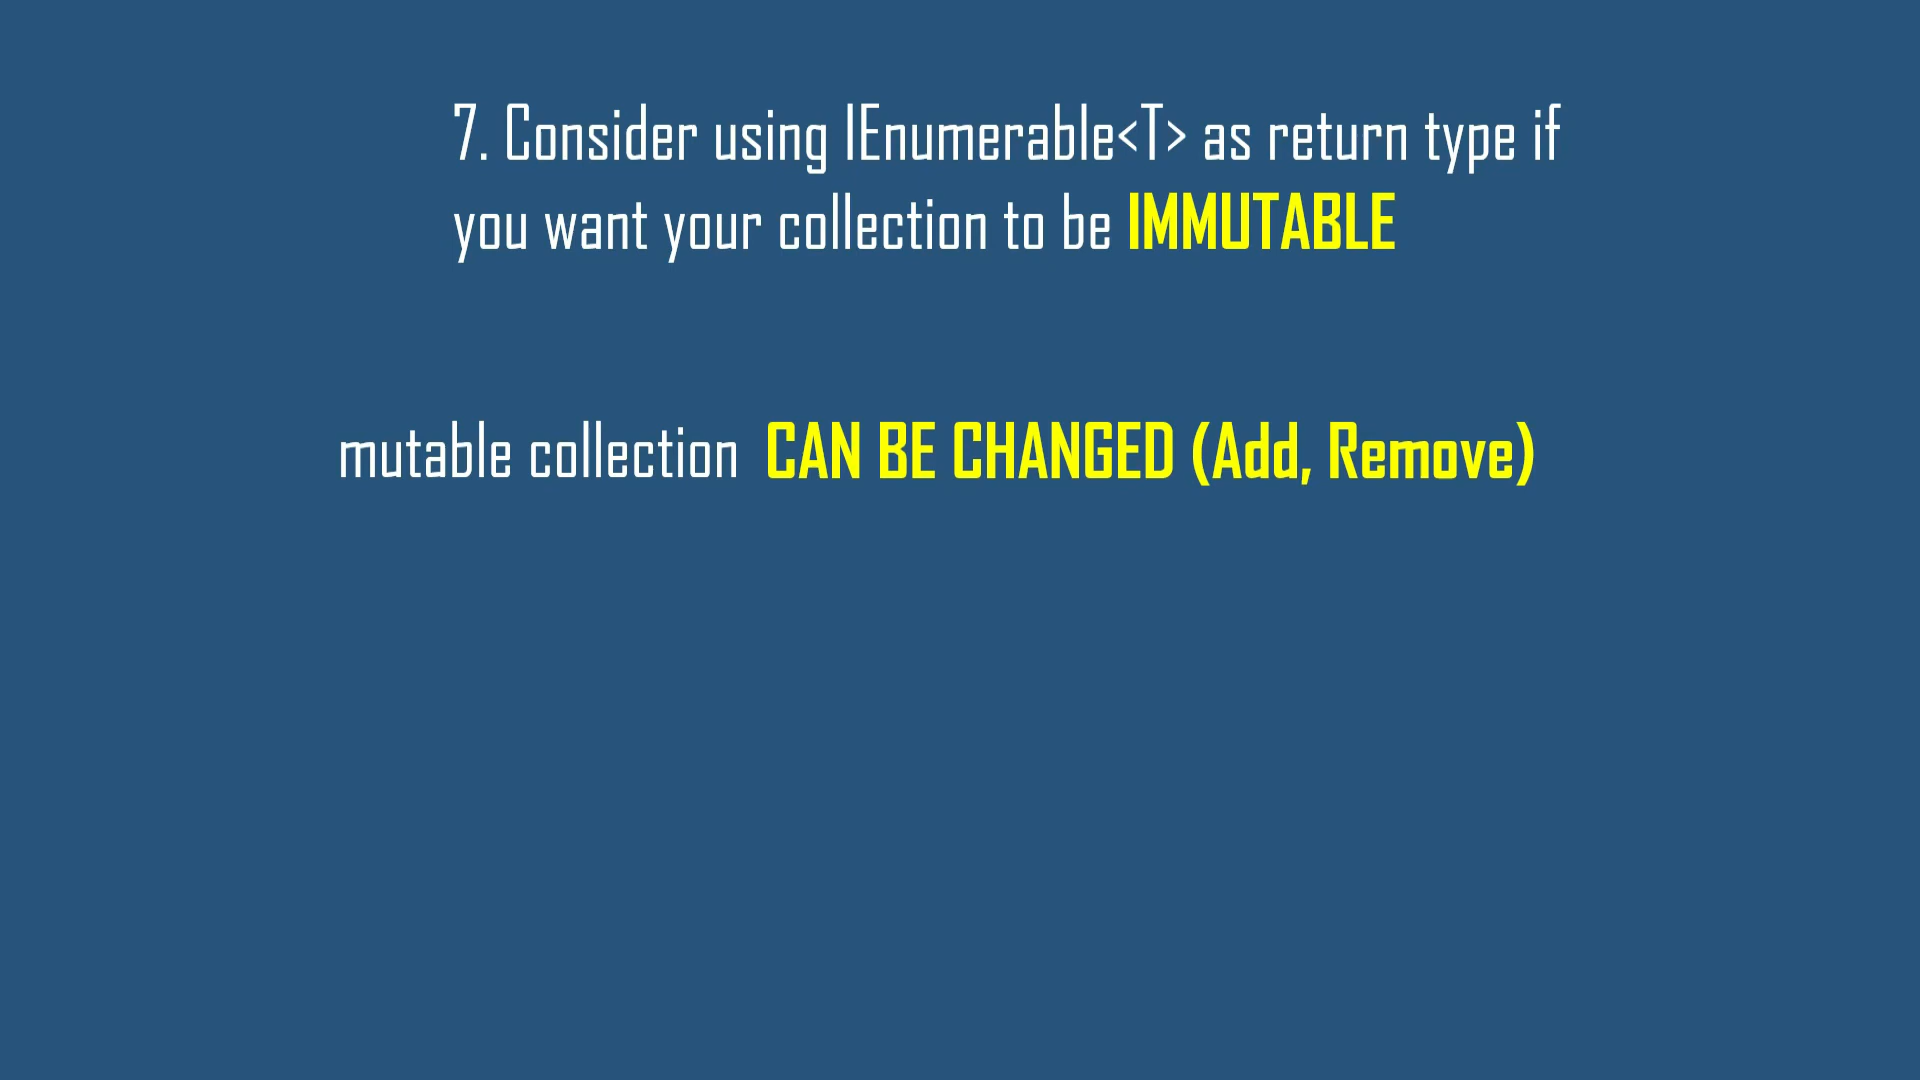 7. Consider using IEnumerable<T> as return type if
you want your collection to be IMMUTABLE
mutable collection CAN BE CHANGED (Add, Remove)